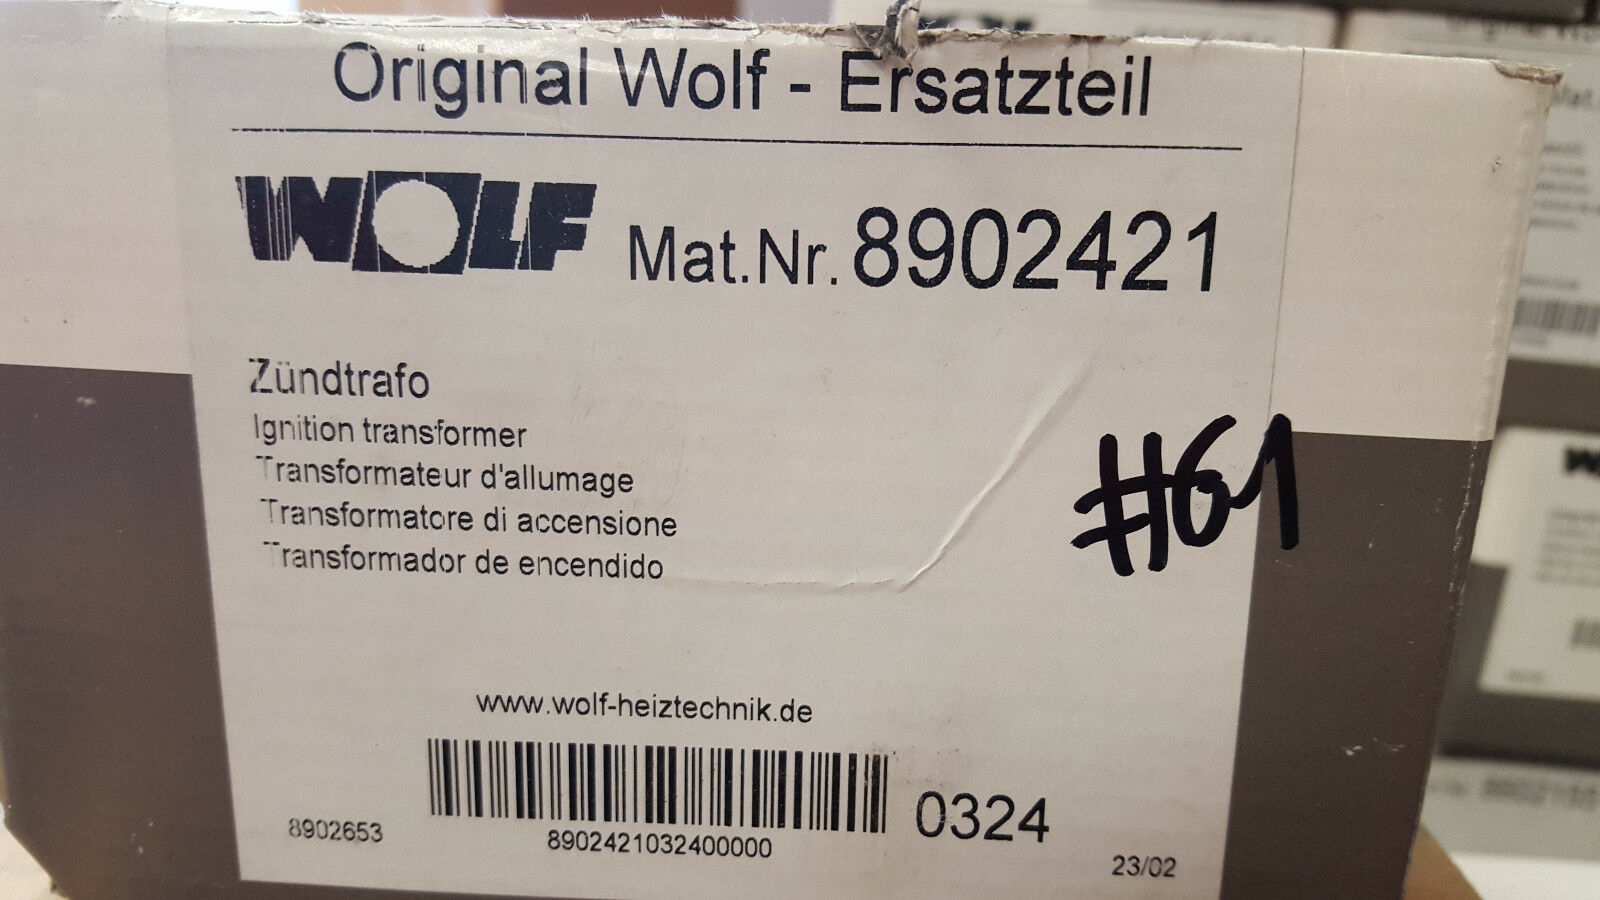 Original Wolf - Ersatzteil
WOLF Mat.Nr. 8902421
Zündtrafo
Ignition transformer
Transformateur d'allumage
Transformatore di accensione
Transformador de encendido
#61
www.wolf-heiztechnik.de
0324
8902653
8902421032400000
23/02